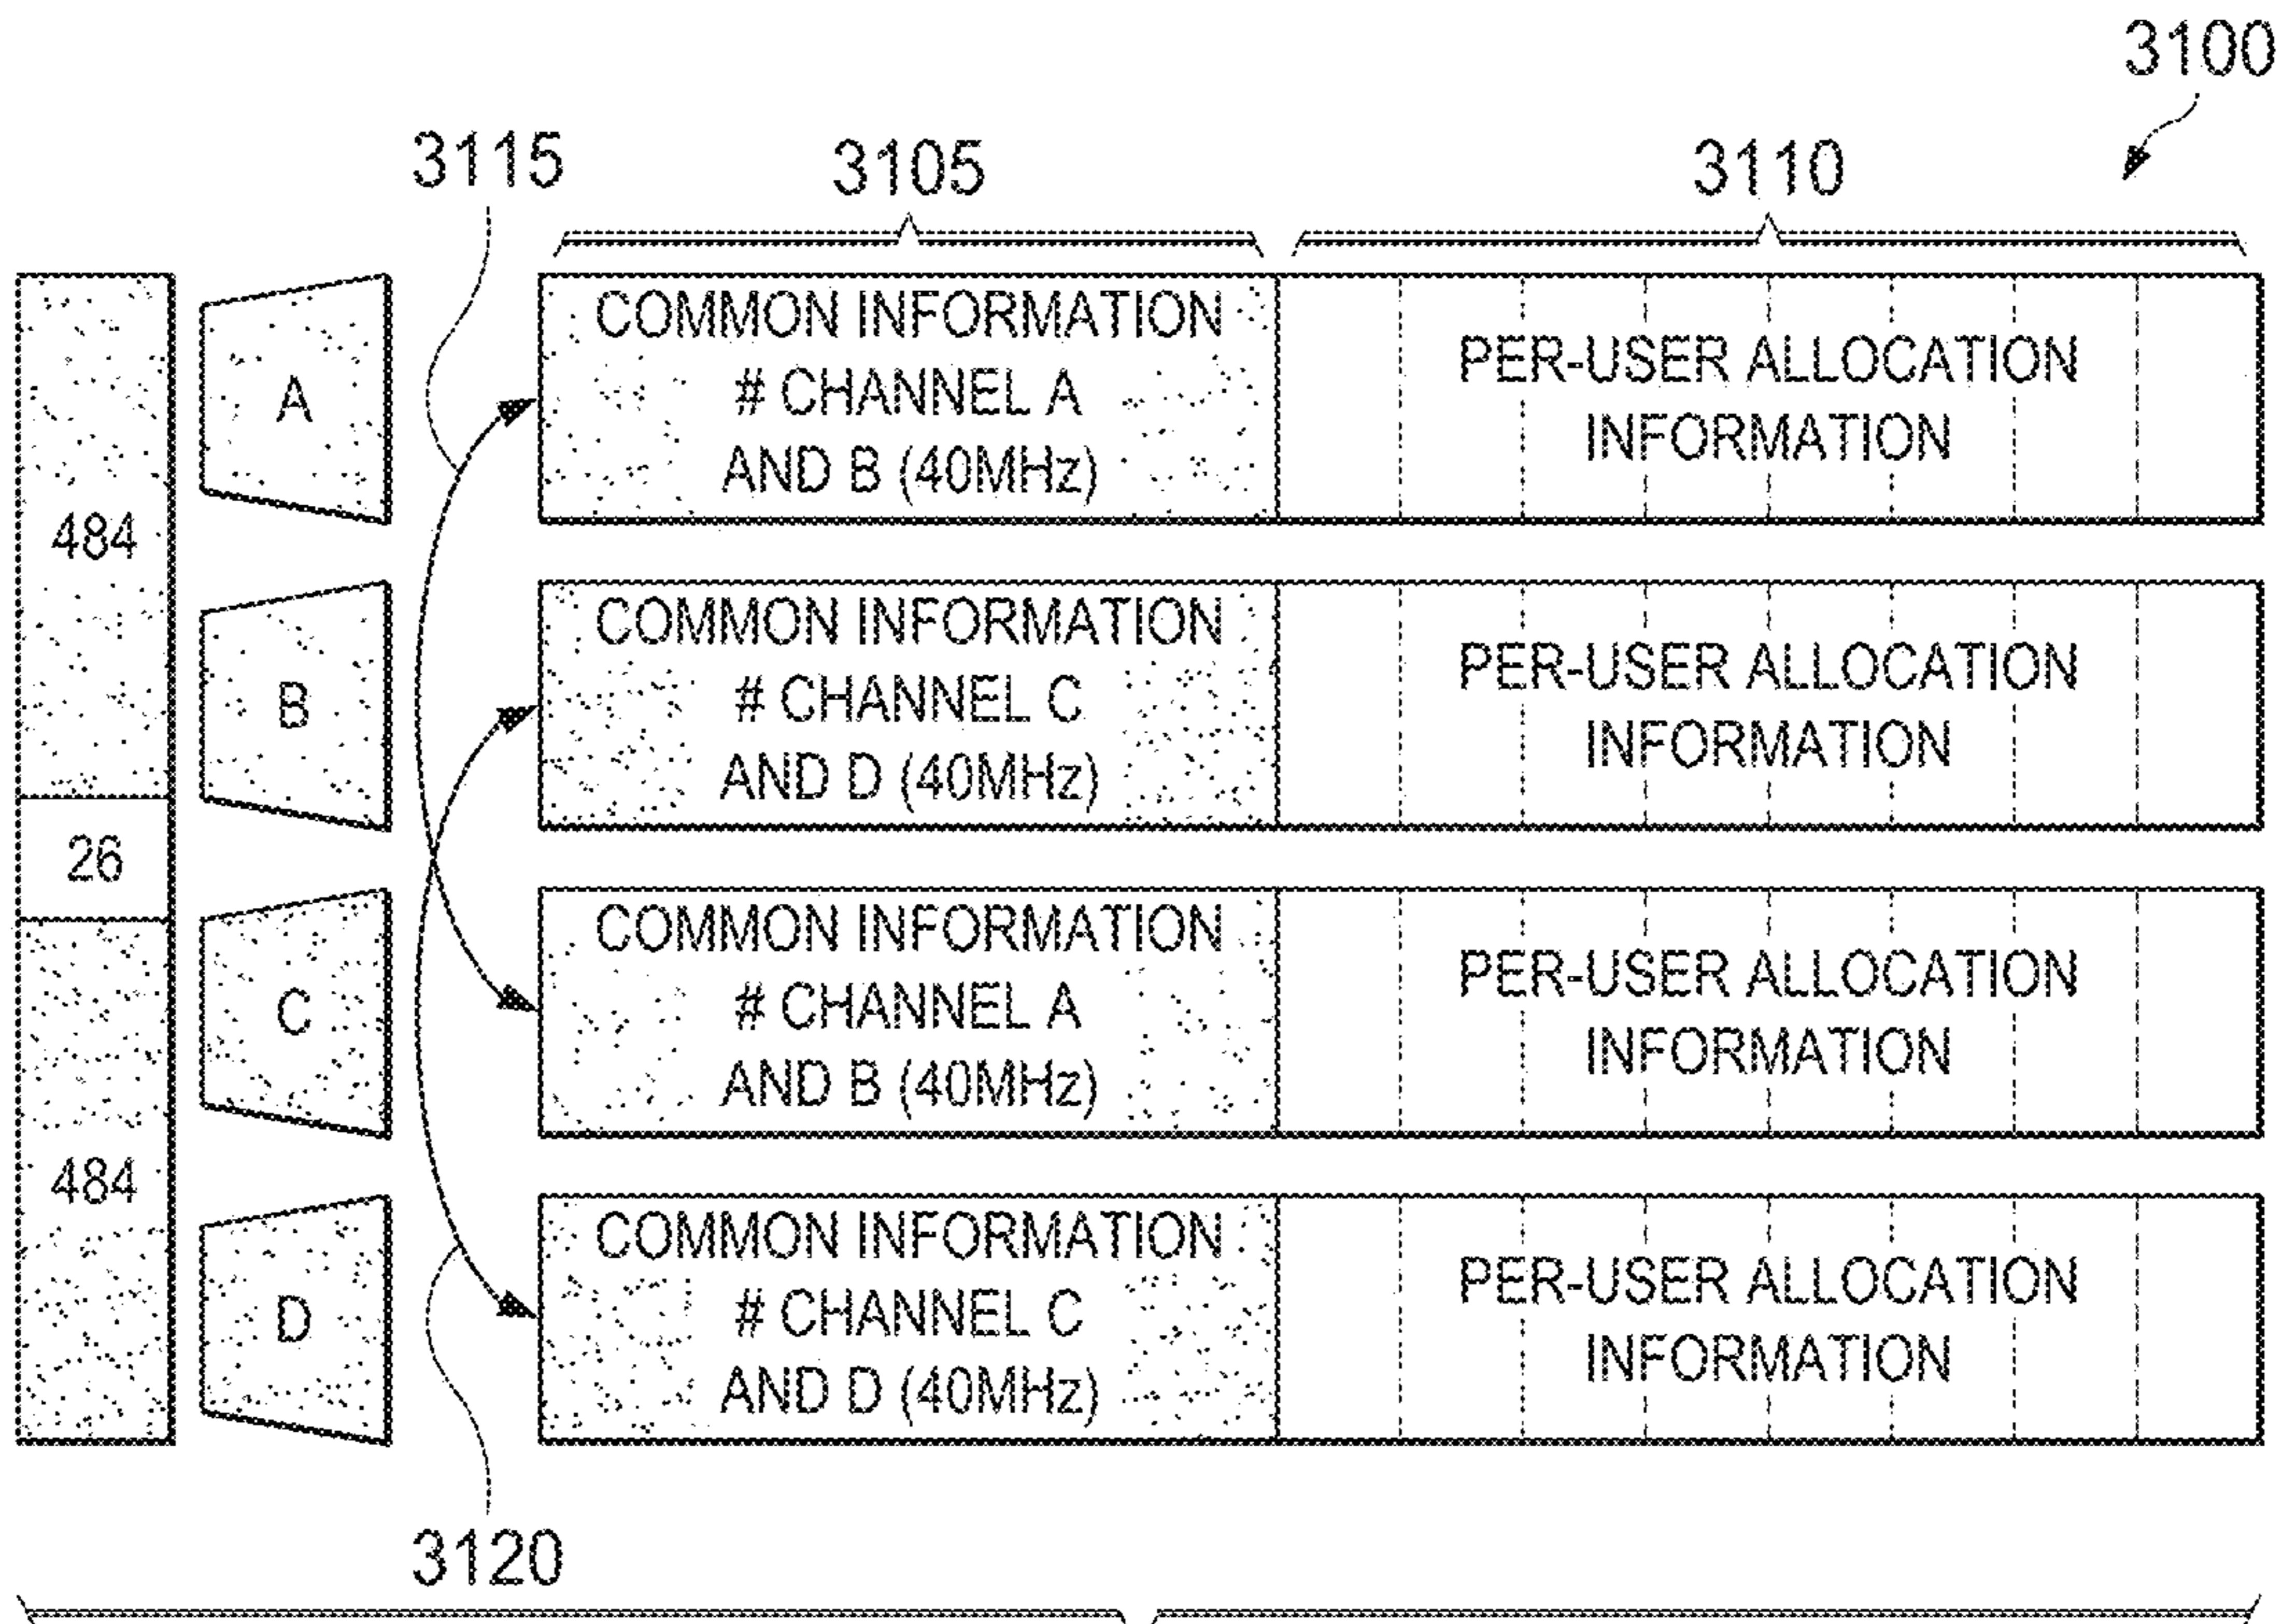 3100
3115
3105
3110
484
26
484
A
COMMON INFORMATION
# CHANNEL A
AND B (40MHz)
PER-USER ALLOCATION
INFORMATION
B
COMMON INFORMATION
# CHANNEL C
AND D (40MHz)
PER-USER ALLOCATION
INFORMATION
C
COMMON INFORMATION
# CHANNEL A
AND B (40MHz)
PER-USER ALLOCATION
INFORMATION
D
COMMON INFORMATION
# CHANNEL C
AND D (40MHz)
PER-USER ALLOCATION
INFORMATION
3120